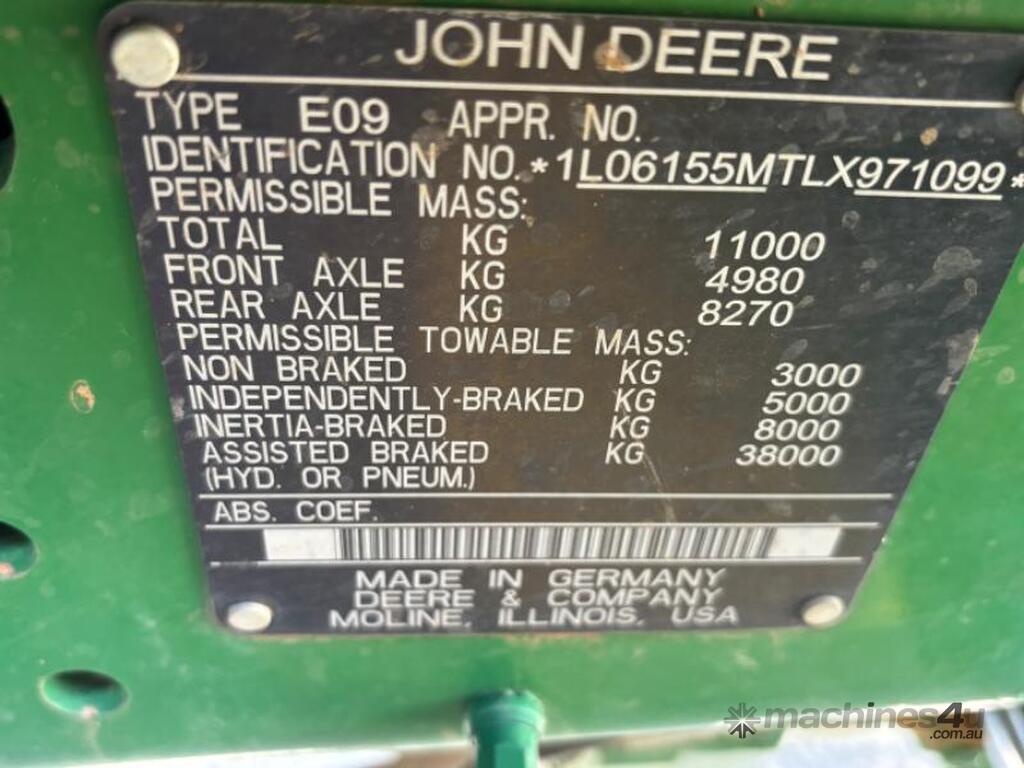 JOHN DEERE
TYPE E09 APPR. NO.
IDENTIFICATION NO. *1L06155MTLX971099*
PERMISSIBLE MASS:
TOTAL KG 11000
FRONT AXLE KG 4980
REAR AXLE KG 8270
PERMISSIBLE TOWABLE MASS:
NON BRAKED KG 3000
INDEPENDENTLY-BRAKED KG 5000
INERTIA-BRAKED KG 8000
ASSISTED BRAKED KG 38000
(HYD. OR PNEUM.)
ABS. COEF.
MADE IN GERMANY
DEERE & COMPANY
MOLINE, ILLINOIS, USA
machines4u
.com.au